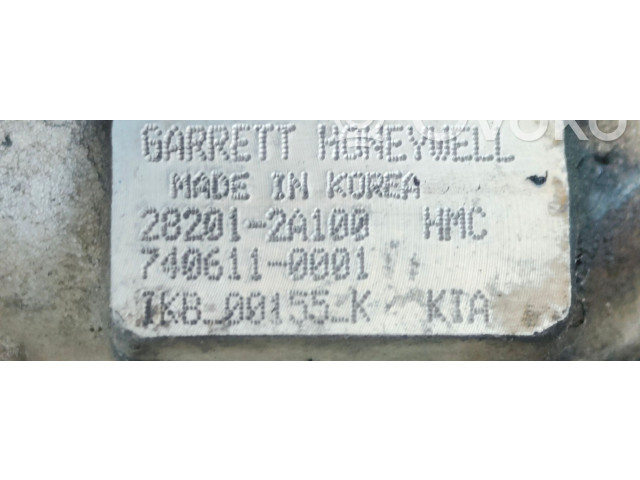 GARRETT HONEYWELL
MADE IN KOREA
28201-2A100 HMC
740611-0001
TKB_00155_K KIA